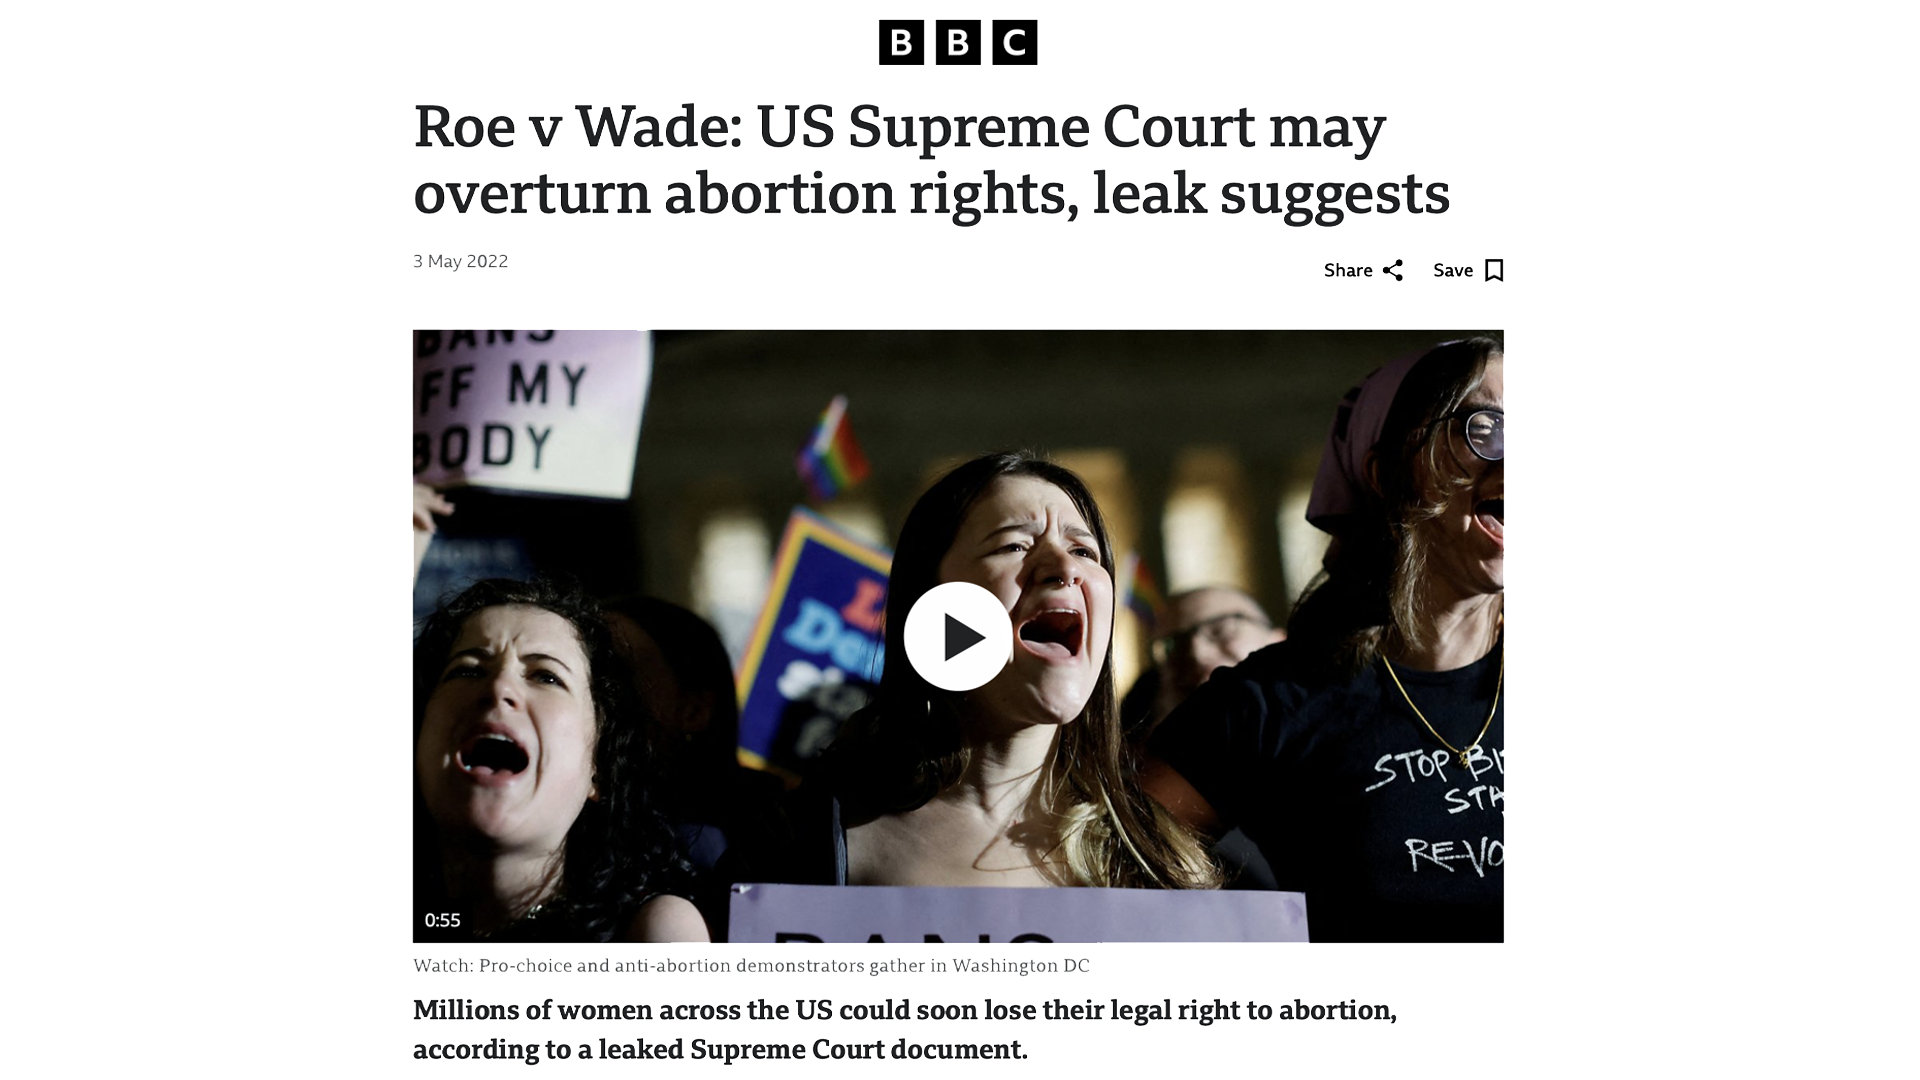 BBC
Roe v Wade: US Supreme Court may
overturn abortion rights, leak suggests
3 May 2022
Share
Save
BANS
FF MY
BODY
STOP
STA
REVO
0:55
BANS
Watch: Pro-choice and anti-abortion demonstrators gather in Washington DC
Millions of women across the US could soon lose their legal right to abortion,
according to a leaked Supreme Court document.